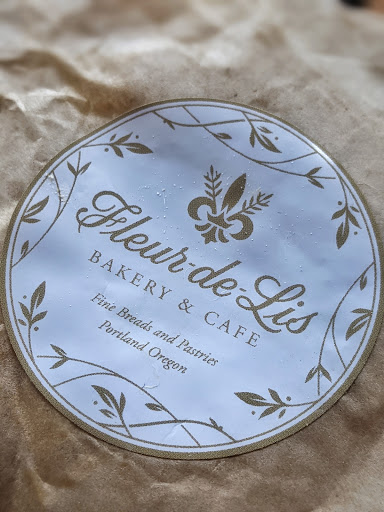 Fleur-de-Lis
BAKERY & CAFE
Fine Breads and Pastries
Portland Oregon